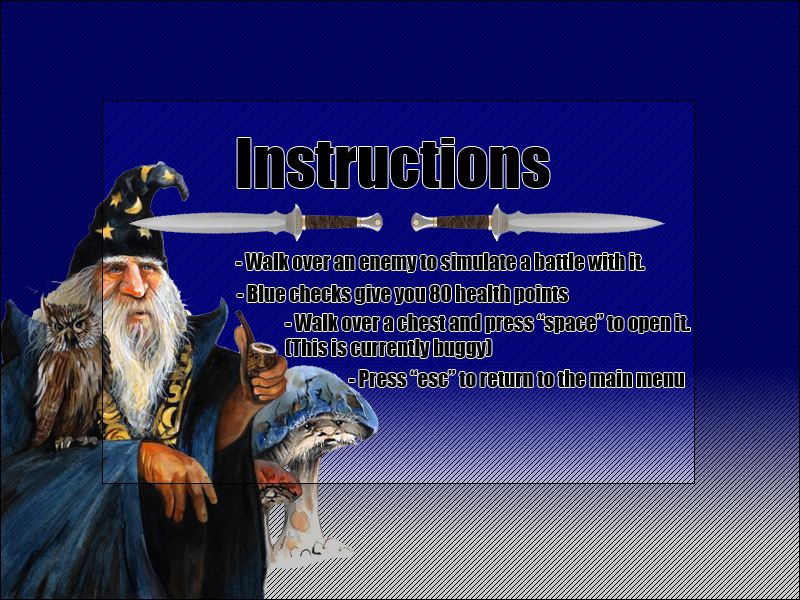 Instructions
- Walk over an enemy to simulate a battle with it.
- Blue checks give you 80 health points
- Walk over a chest and press “space” to open it.
(This is currently buggy)
- Press “esc” to return to the main menu